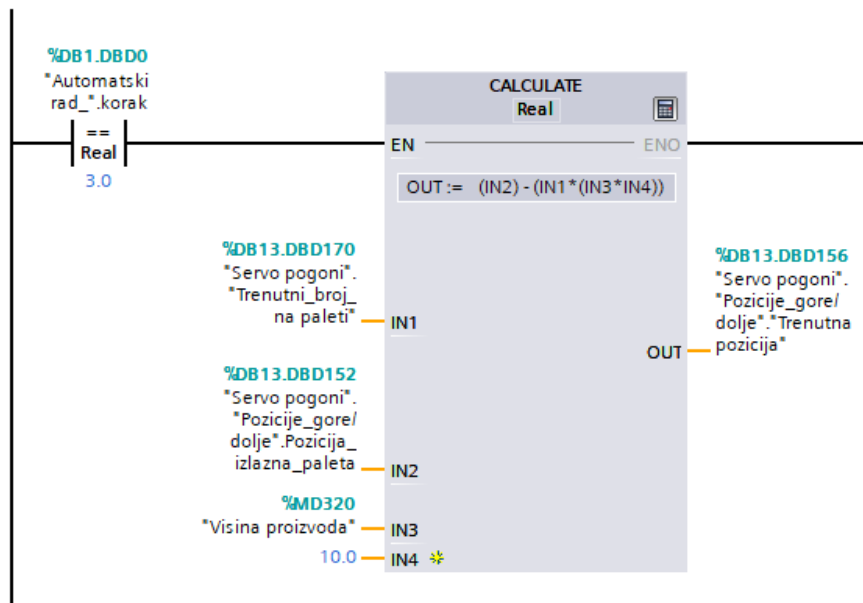 %DB1.DBD0
"Automatski
rad_".korak
==
Real
3.0
CALCULATE
Real
EN
ENO
OUT := (IN2) - (IN1*(IN3*IN4))
%DB13.DBD170
"Servo pogoni".
"Trenutni_broj_
na paleti"
IN1
%DB13.DBD152
"Servo pogoni".
"Pozicije_gore/
dolje".Pozicija_
izlazna_paleta
IN2
%MD320
"Visina proizvoda"
IN3
10.0
IN4
%DB13.DBD156
"Servo pogoni".
"Pozicije_gore/
dolje"."Trenutna
pozicija"
OUT